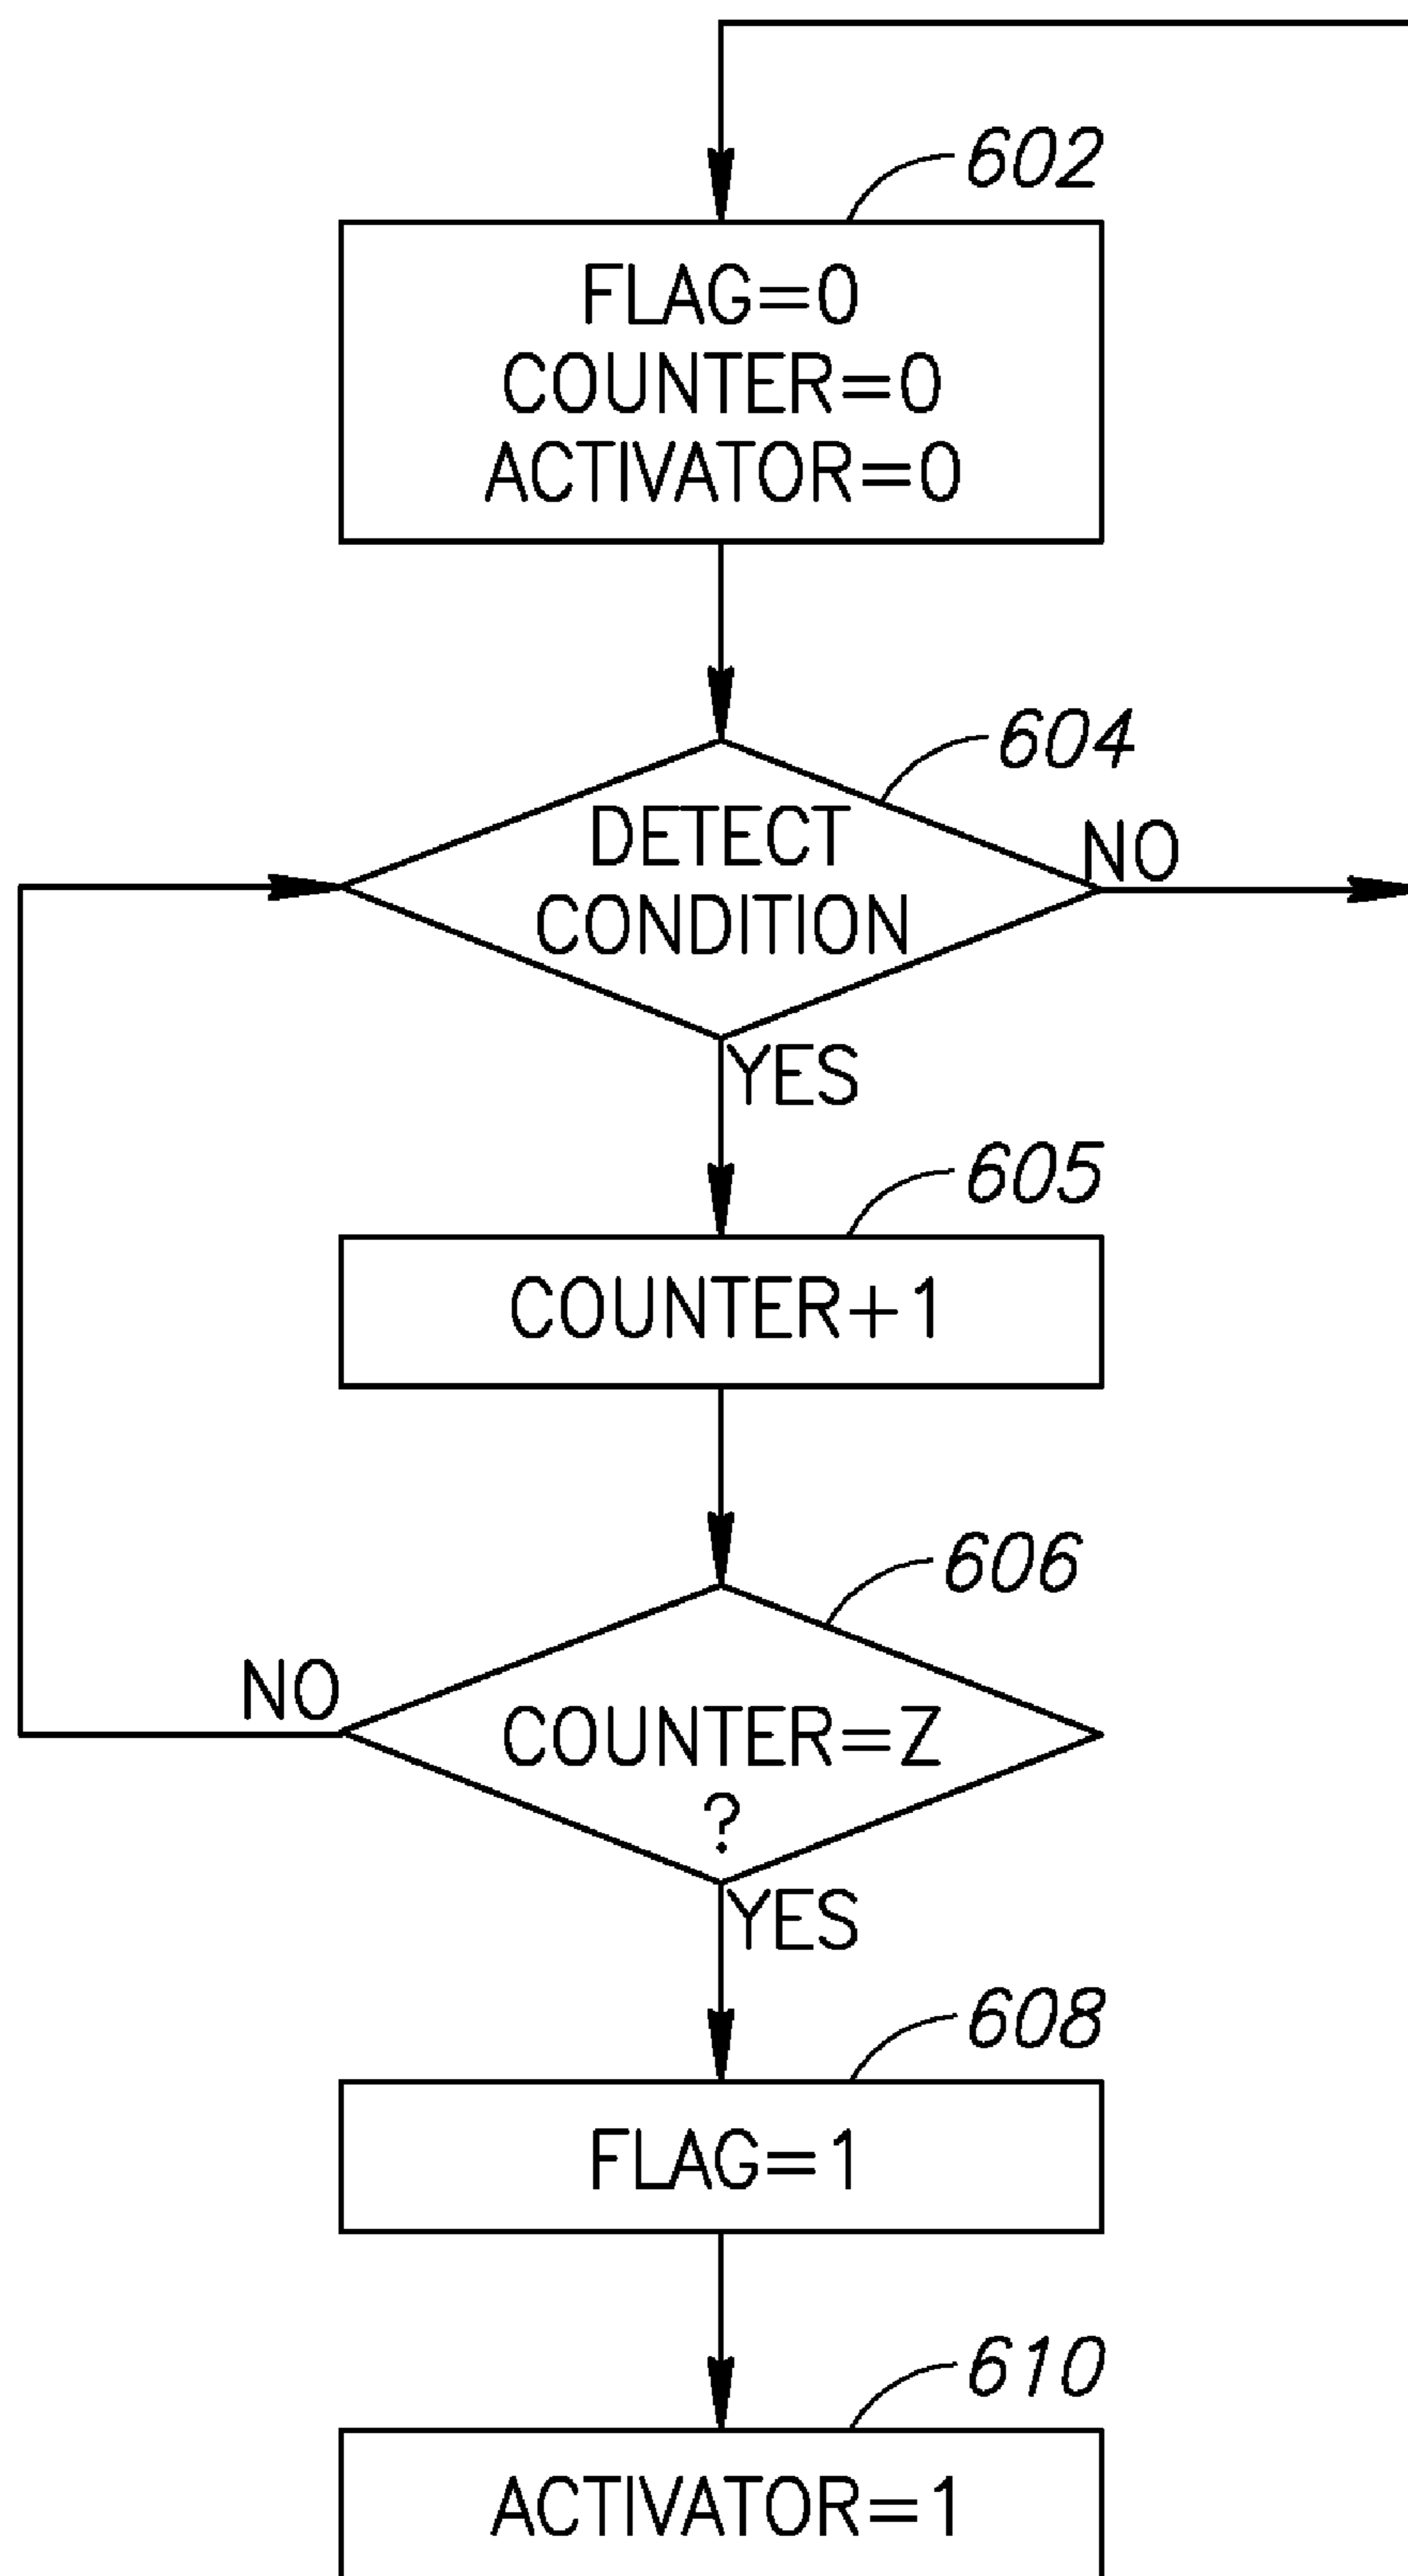 602
FLAG=0
COUNTER=0
ACTIVATOR=0
604
DETECT
CONDITION
NO
YES
605
COUNTER+1
606
NO
COUNTER=Z
?
YES
608
FLAG=1
610
ACTIVATOR=1